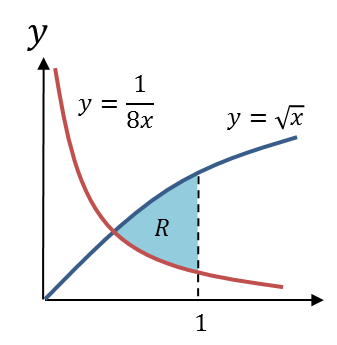 y
y = 1/8x
y = √x
R
1